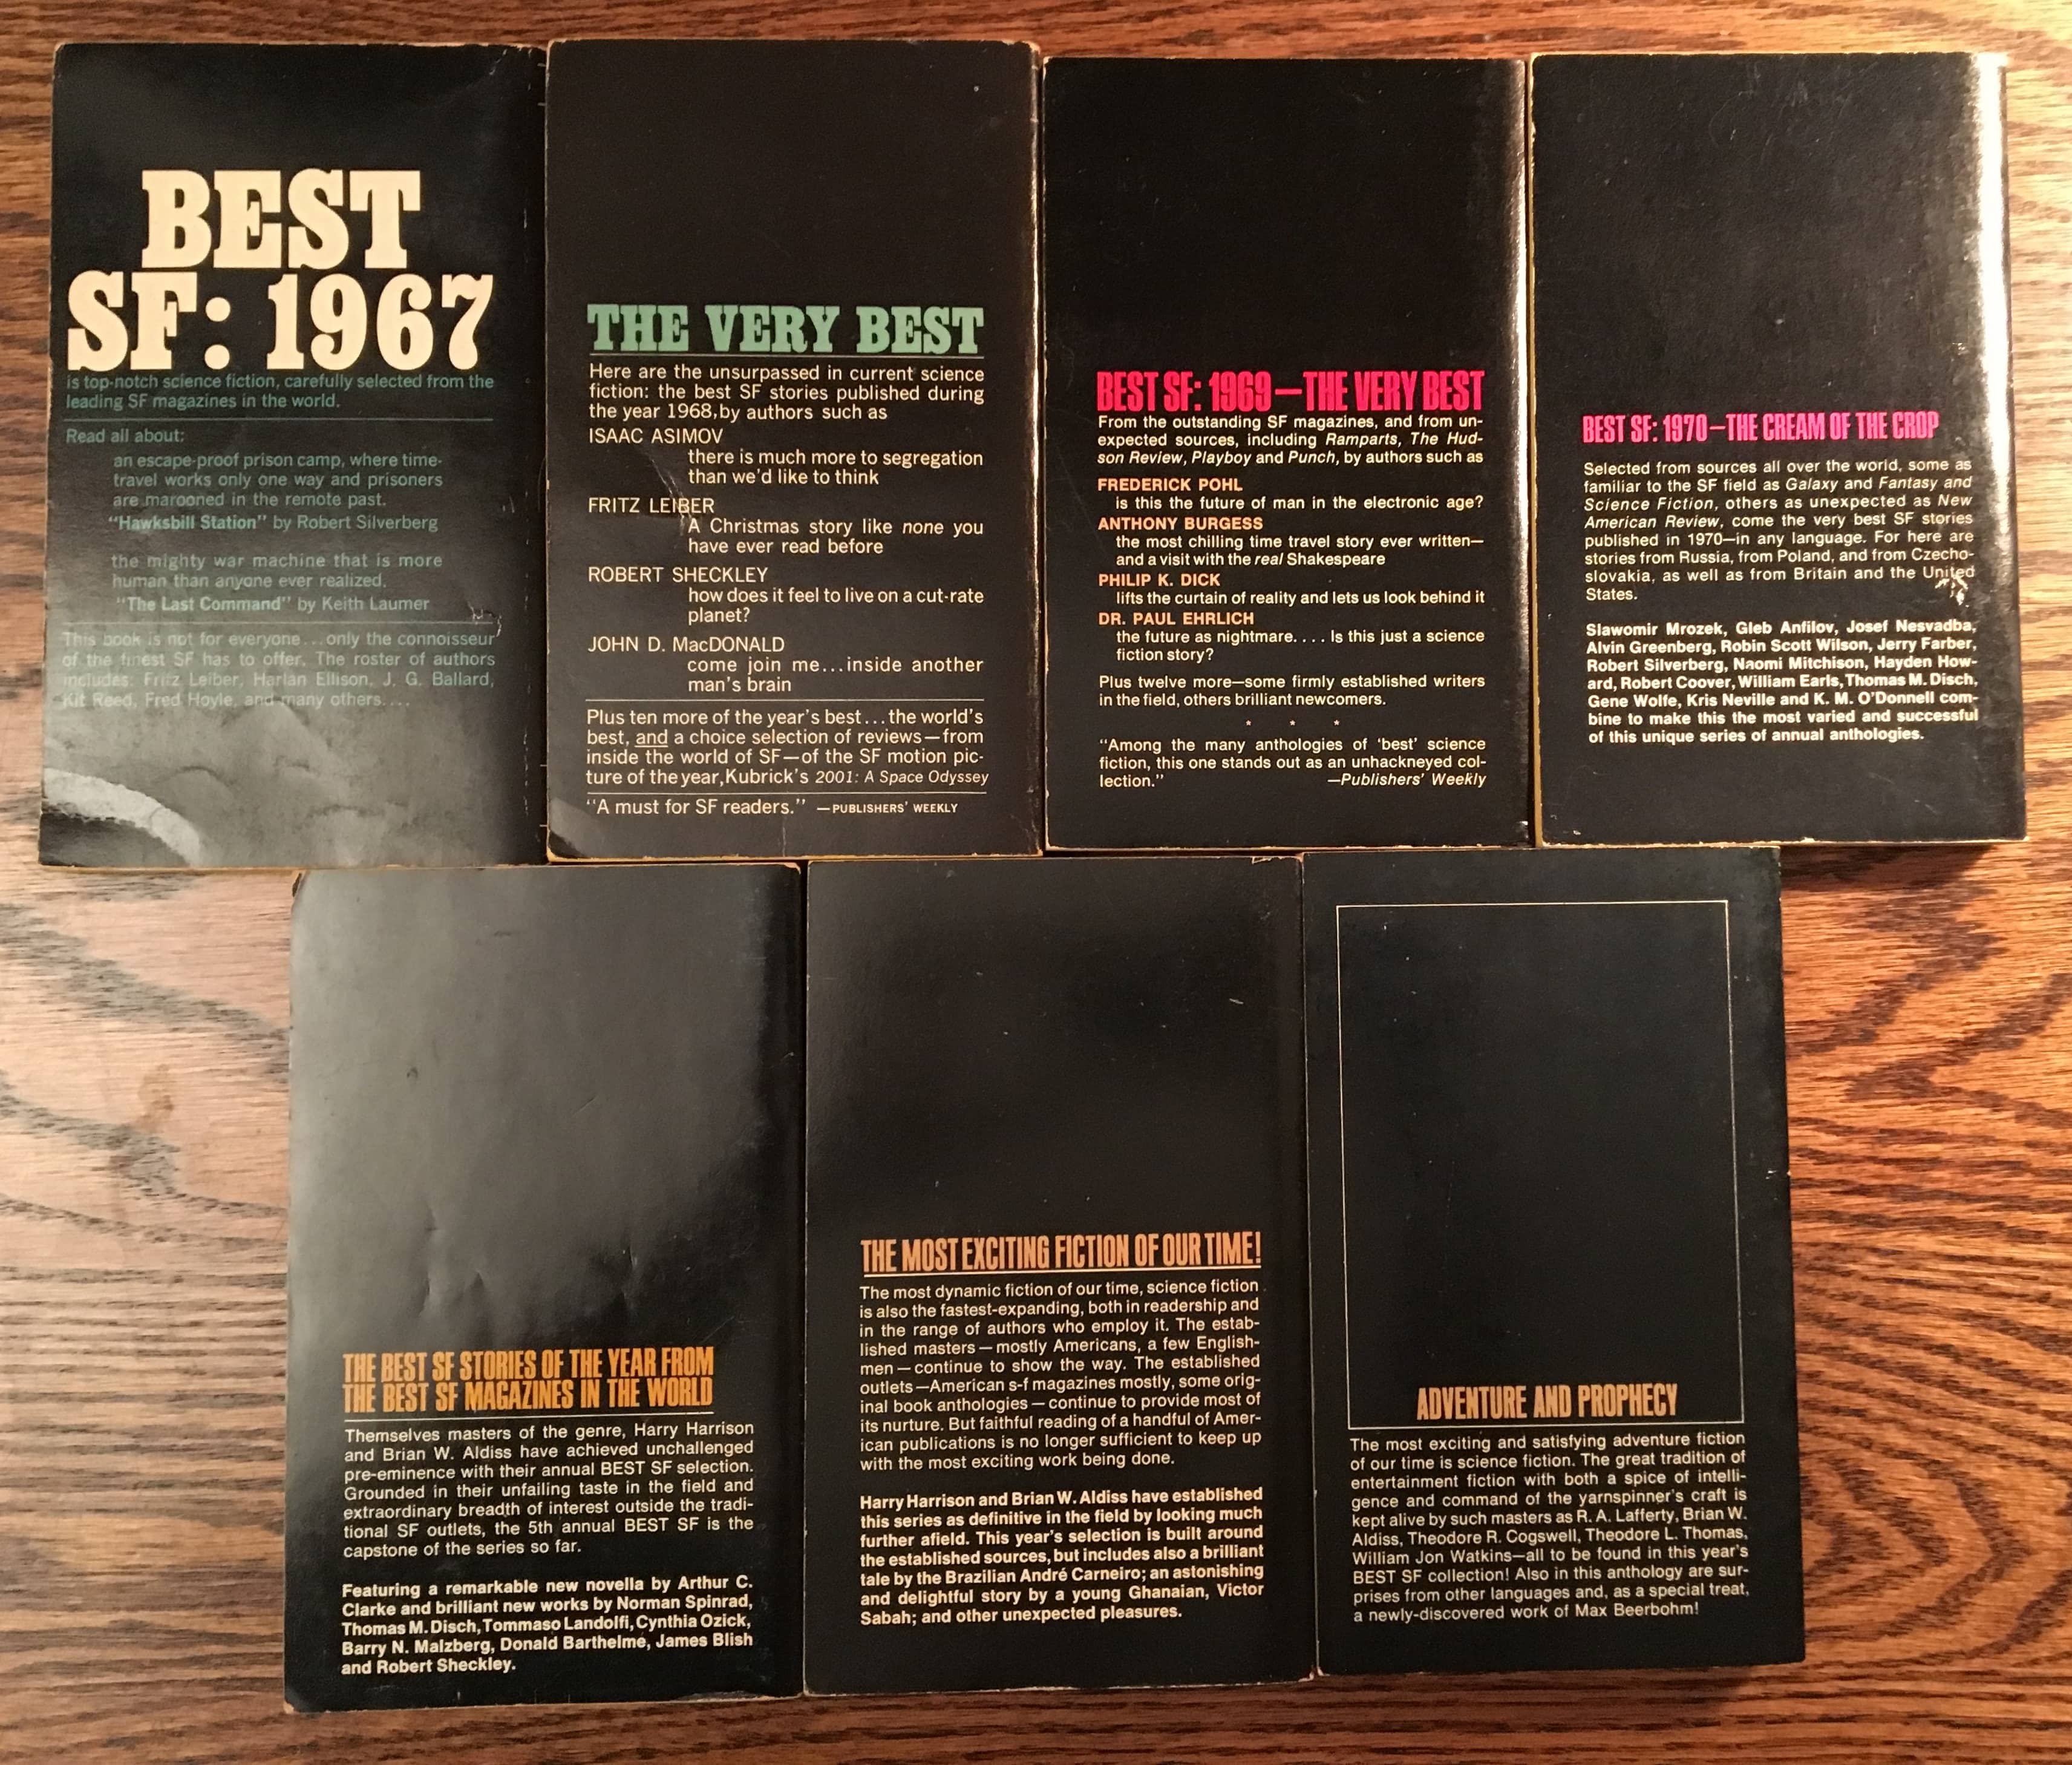 BEST
SF: 1967
is top-notch science fiction, carefully selected from the
leading SF magazines in the world.
Read all about:
an escape-proof prison camp, where time-
travel works only one way and prisoners
are marooned in the remote past.
"Hawksbill Station" by Robert Silverberg
the mighty war machine that is more
human than anyone ever realized.
"The Last Command" by Keith Laumer
This book is not for everyone...only the connoisseur
of the finest SF has to offer. The roster of authors
includes: Fritz Leiber, Harlan Ellison, J. G. Ballard,
Kit Reed, Fred Hoyle, and many others....
THE VERY BEST
Here are the unsurpassed in current science
fiction: the best SF stories published during
the year 1968, by authors such as
ISAAC ASIMOV
there is much more to segregation
than we'd like to think
FRITZ LEIBER
A Christmas story like none you
have ever read before
ROBERT SHECKLEY
how does it feel to live on a cut-rate
planet?
JOHN D. MacDONALD
come join me...inside another
man's brain
Plus ten more of the year's best...the world's
best, and a choice selection of reviews—from
inside the world of SF—of the SF motion pic-
ture of the year, Kubrick's 2001: A Space Odyssey
"A must for SF readers." —PUBLISHERS' WEEKLY
BEST SF: 1969—THE VERY BEST
From the outstanding SF magazines, and from un-
expected sources, including Ramparts, The Hud-
son Review, Playboy and Punch, by authors such as
FREDERICK POHL
is this the future of man in the electronic age?
ANTHONY BURGESS
the most chilling time travel story ever written—
and a visit with the real Shakespeare
PHILIP K. DICK
lifts the curtain of reality and lets us look behind it
DR. PAUL EHRLICH
the future as nightmare.... Is this just a science
fiction story?
Plus twelve more—some firmly established writers
in the field, others brilliant newcomers.
* * *
"Among the many anthologies of 'best' science
fiction, this one stands out as an unhackneyed col-
lection." —Publishers' Weekly
BEST SF: 1970—THE CREAM OF THE CROP
Selected from sources all over the world, some as
familiar to the SF field as Galaxy and Fantasy and
Science Fiction, others as unexpected as New
American Review, come the very best SF stories
published in 1970—in any language. For here are
stories from Russia, from Poland, and from Czecho-
slovakia, as well as from Britain and the United
States.
Slawomir Mrozek, Gleb Anfilov, Josef Nesvadba,
Alvin Greenberg, Robin Scott Wilson, Jerry Farber,
Robert Silverberg, Naomi Mitchison, Hayden How-
ard, Robert Coover, William Earls, Thomas M. Disch,
Gene Wolfe, Kris Neville and K. M. O'Donnell com-
bine to make this the most varied and successful
of this unique series of annual anthologies.
THE BEST SF STORIES OF THE YEAR FROM
THE BEST SF MAGAZINES IN THE WORLD
Themselves masters of the genre, Harry Harrison
and Brian W. Aldiss have achieved unchallenged
pre-eminence with their annual BEST SF selection.
Grounded in their unfailing taste in the field and
extraordinary breadth of interest outside the tradi-
tional SF outlets, the 5th annual BEST SF is the
capstone of the series so far.
Featuring a remarkable new novella by Arthur C.
Clarke and brilliant new works by Norman Spinrad,
Thomas M. Disch, Tommaso Landolfi, Cynthia Ozick,
Barry N. Malzberg, Donald Barthelme, James Blish
and Robert Sheckley.
THE MOST EXCITING FICTION OF OUR TIME!
The most dynamic fiction of our time, science fiction
is also the fastest-expanding, both in readership and
in the range of authors who employ it. The estab-
lished masters—mostly Americans, a few English-
men—continue to show the way. The established
outlets—American s-f magazines mostly, some orig-
inal book anthologies—continue to provide most of
its nurture. But faithful reading of a handful of Amer-
ican publications is no longer sufficient to keep up
with the most exciting work being done.
Harry Harrison and Brian W. Aldiss have established
this series as definitive in the field by looking much
further afield. This year's selection is built around
the established sources, but includes also a brilliant
tale by the Brazilian André Carneiro; an astonishing
and delightful story by a young Ghanaian, Victor
Sabah; and other unexpected pleasures.
ADVENTURE AND PROPHECY
The most exciting and satisfying adventure fiction
of our time is science fiction. The great tradition of
entertainment fiction with both a spice of intelli-
gence and command of the yarnspinner's craft is
kept alive by such masters as R. A. Lafferty, Brian W.
Aldiss, Theodore R. Cogswell, Theodore L. Thomas,
William Jon Watkins—all to be found in this year's
BEST SF collection! Also in this anthology are sur-
prises from other languages and, as a special treat,
a newly-discovered work of Max Beerbohm!